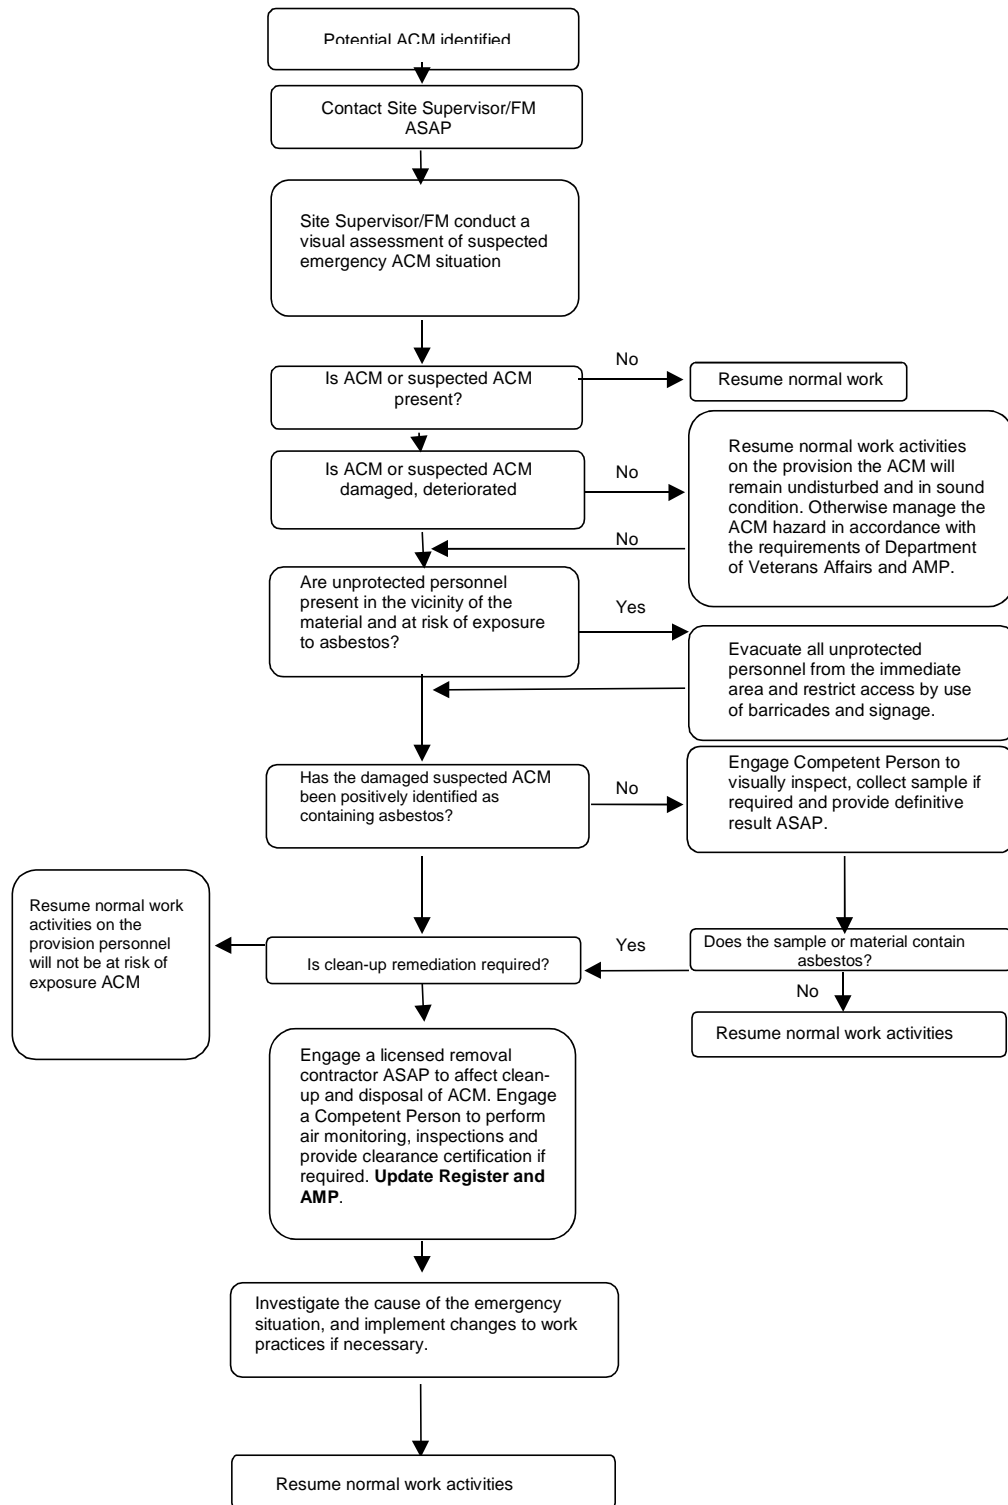 Potential ACM identified
Contact Site Supervisor/FM
ASAP
Site Supervisor/FM conduct a
visual assessment of suspected
emergency ACM situation
Is ACM or suspected ACM
present?
No
Resume normal work
Is ACM or suspected ACM
damaged, deteriorated
No
Resume normal work activities
on the provision the ACM will
remain undisturbed and in sound
condition. Otherwise manage the
ACM hazard in accordance with
the requirements of Department
of Veterans Affairs and AMP.
No
Are unprotected personnel
present in the vicinity of the
material and at risk of exposure
to asbestos?
Yes
Evacuate all unprotected
personnel from the immediate
area and restrict access by use
of barricades and signage.
Has the damaged suspected ACM
been positively identified as
containing asbestos?
No
Engage Competent Person to
visually inspect, collect sample if
required and provide definitive
result ASAP.
Resume normal work
activities on the
provision personnel
will not be at risk of
exposure ACM
Is clean-up remediation required?
Yes
Does the sample or material contain
asbestos?
No
Resume normal work activities
Engage a licensed removal
contractor ASAP to affect clean-
up and disposal of ACM. Engage
a Competent Person to perform
air monitoring, inspections and
provide clearance certification if
required. Update Register and
AMP.
Investigate the cause of the emergency
situation, and implement changes to work
practices if necessary.
Resume normal work activities